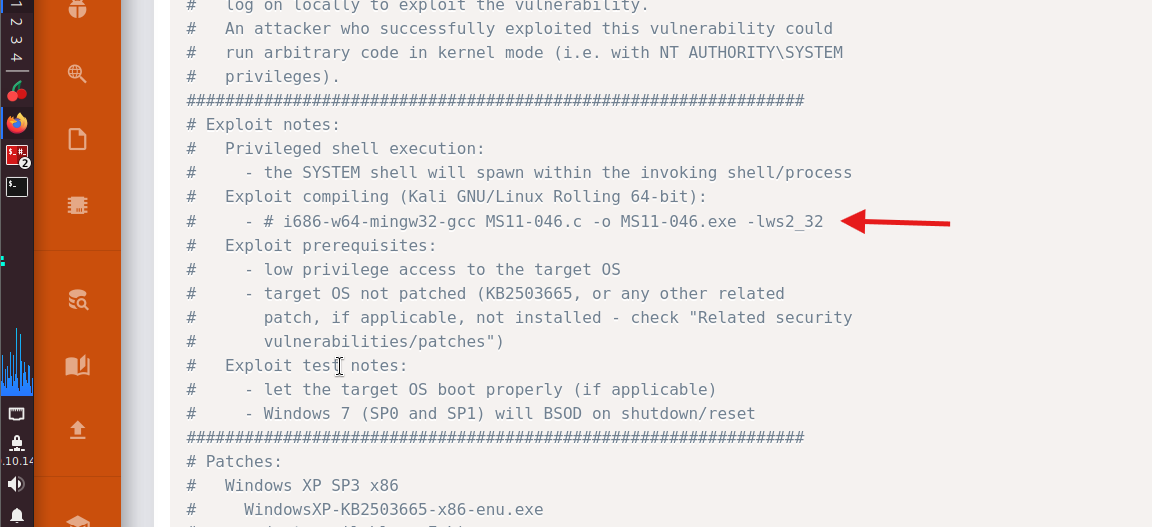 1
2
3
4
2
.10.14
#   log on locally to exploit the vulnerability.
#   An attacker who successfully exploited this vulnerability could
#   run arbitrary code in kernel mode (i.e. with NT AUTHORITY\SYSTEM
#   privileges).
################################################################
# Exploit notes:
#   Privileged shell execution:
#     - the SYSTEM shell will spawn within the invoking shell/process
#   Exploit compiling (Kali GNU/Linux Rolling 64-bit):
#     - # i686-w64-mingw32-gcc MS11-046.c -o MS11-046.exe -lws2_32
#   Exploit prerequisites:
#     - low privilege access to the target OS
#     - target OS not patched (KB2503665, or any other related
#       patch, if applicable, not installed - check "Related security
#       vulnerabilities/patches")
#   Exploit test notes:
#     - let the target OS boot properly (if applicable)
#     - Windows 7 (SP0 and SP1) will BSOD on shutdown/reset
################################################################
# Patches:
#   Windows XP SP3 x86
#     WindowsXP-KB2503665-x86-enu.exe